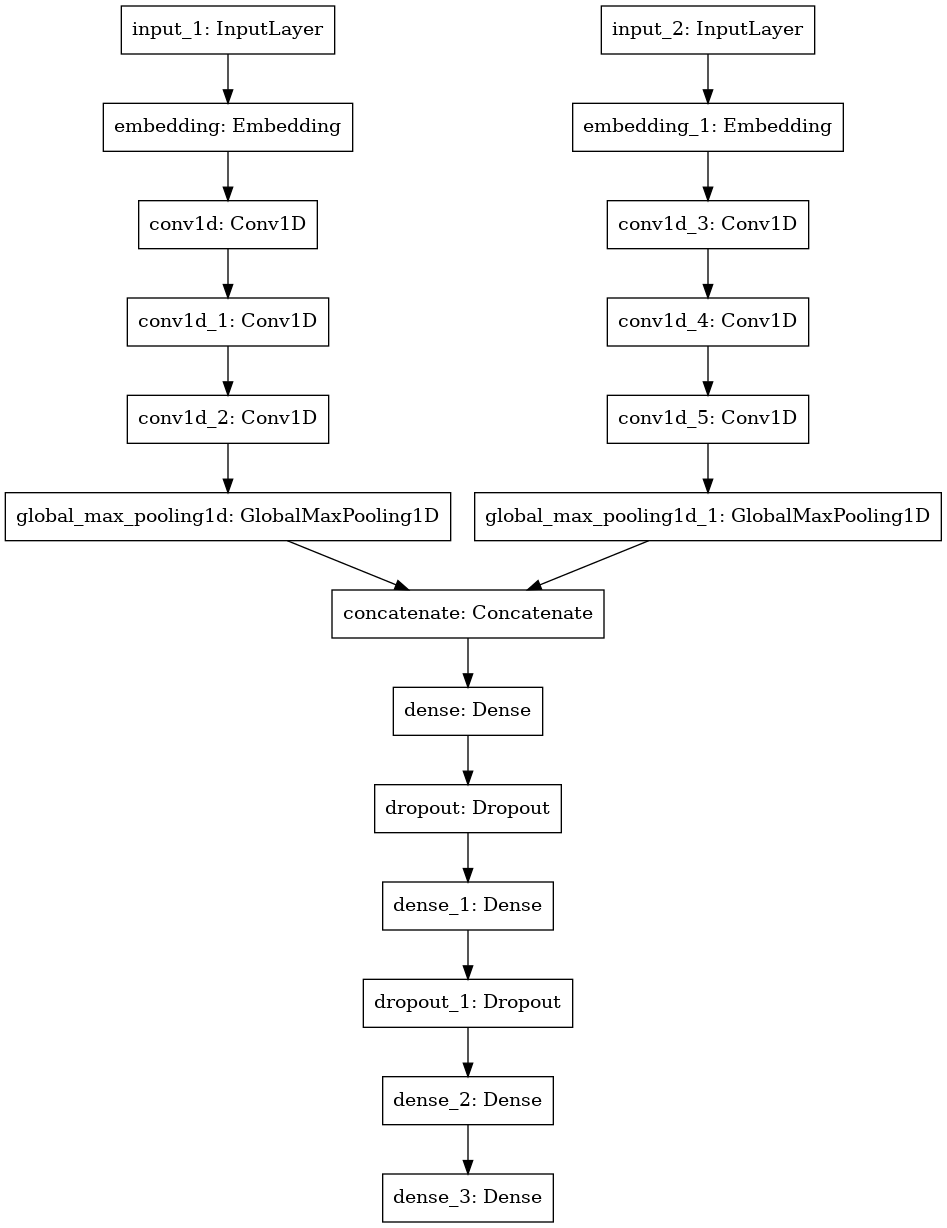 input_1: InputLayer
input_2: InputLayer
embedding: Embedding
embedding_1: Embedding
conv1d: Conv1D
conv1d_3: Conv1D
conv1d_1: Conv1D
conv1d_4: Conv1D
conv1d_2: Conv1D
conv1d_5: Conv1D
global_max_pooling1d: GlobalMaxPooling1D
global_max_pooling1d_1: GlobalMaxPooling1D
concatenate: Concatenate
dense: Dense
dropout: Dropout
dense_1: Dense
dropout_1: Dropout
dense_2: Dense
dense_3: Dense